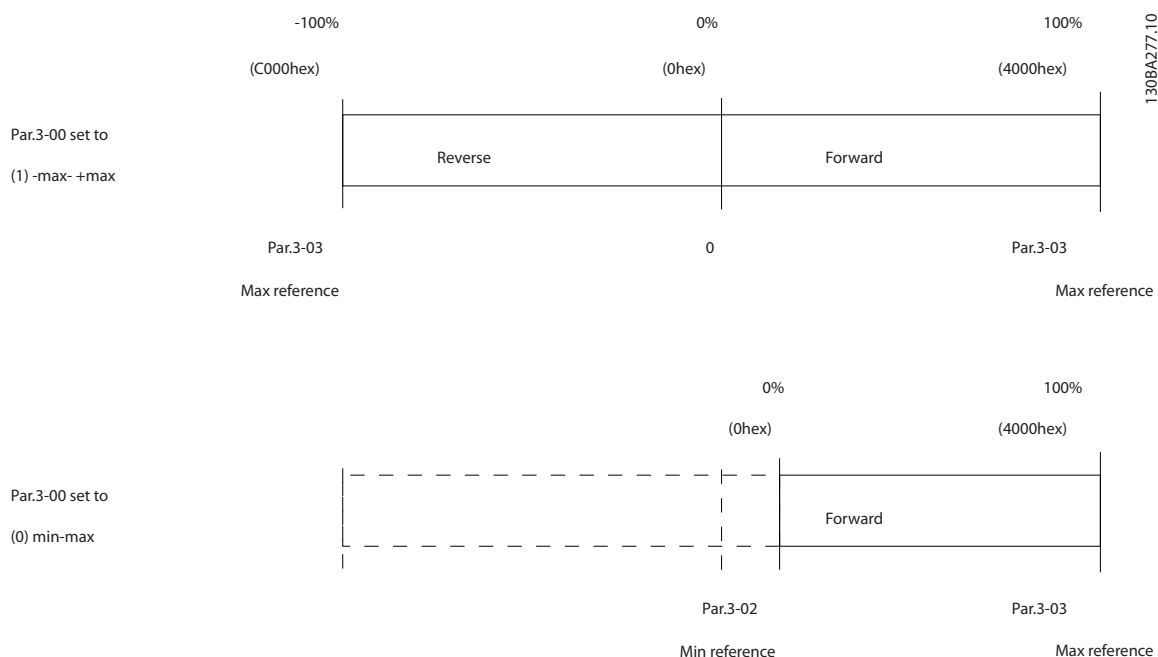 -100% 0% 100%
(C000hex) (0hex) (4000hex)
130BA277.10
Par.3-00 set to
(1) -max- +max
Reverse Forward
Par.3-03 0 Par.3-03
Max reference Max reference
0% 100%
(0hex) (4000hex)
Par.3-00 set to
(0) min-max
Forward
Par.3-02 Par.3-03
Min reference Max reference